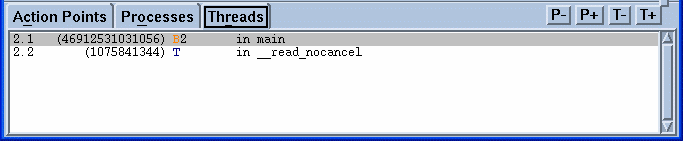 Action Points Processes Threads P- P+ T- T+
2.1 (46912531031056) B2 in main
2.2 (1075841344) T in __read_nocancel